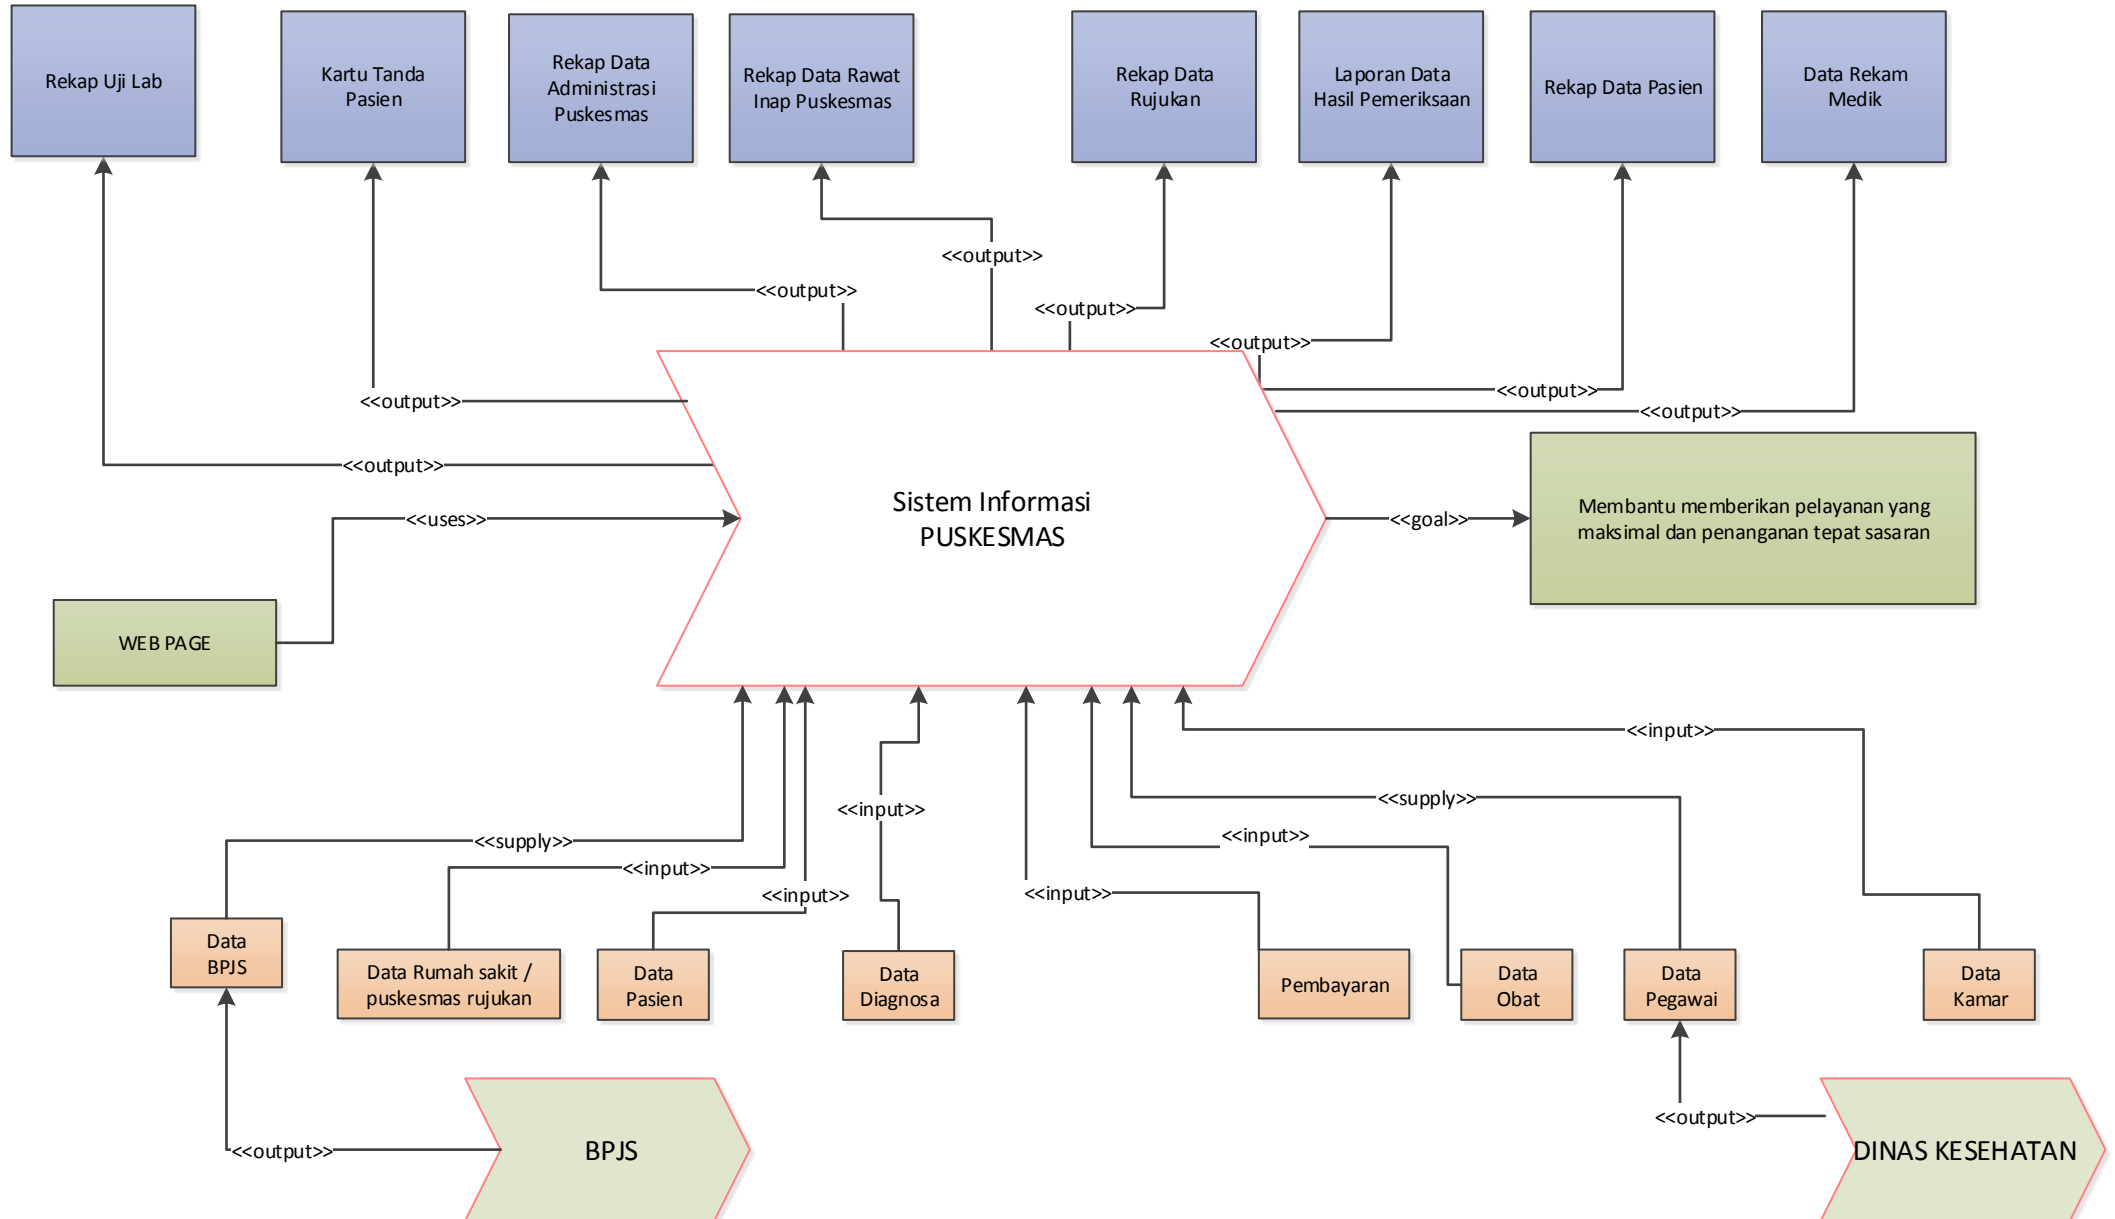 Rekap Uji Lab
Kartu Tanda
Pasien
Rekap Data
Administrasi
Puskesmas
Rekap Data Rawat
Inap Puskesmas
Rekap Data
Rujukan
Laporan Data
Hasil Pemeriksaan
Rekap Data Pasien
Data Rekam
Medik
<<output>>
<<output>>
<<output>>
<<output>>
<<output>>
<<output>>
<<output>>
<<output>>
Sistem Informasi
PUSKESMAS
<<uses>>
<<goal>>
Membantu memberikan pelayanan yang
maksimal dan penanganan tepat sasaran
WEB PAGE
<<input>>
<<supply>>
<<input>>
<<input>>
<<supply>>
<<input>>
<<input>>
<<input>>
Data
BPJS
Data Rumah sakit /
puskesmas rujukan
Data
Pasien
Data
Diagnosa
Pembayaran
Data
Obat
Data
Pegawai
Data
Kamar
<<output>>
<<output>>
BPJS
DINAS KESEHATAN